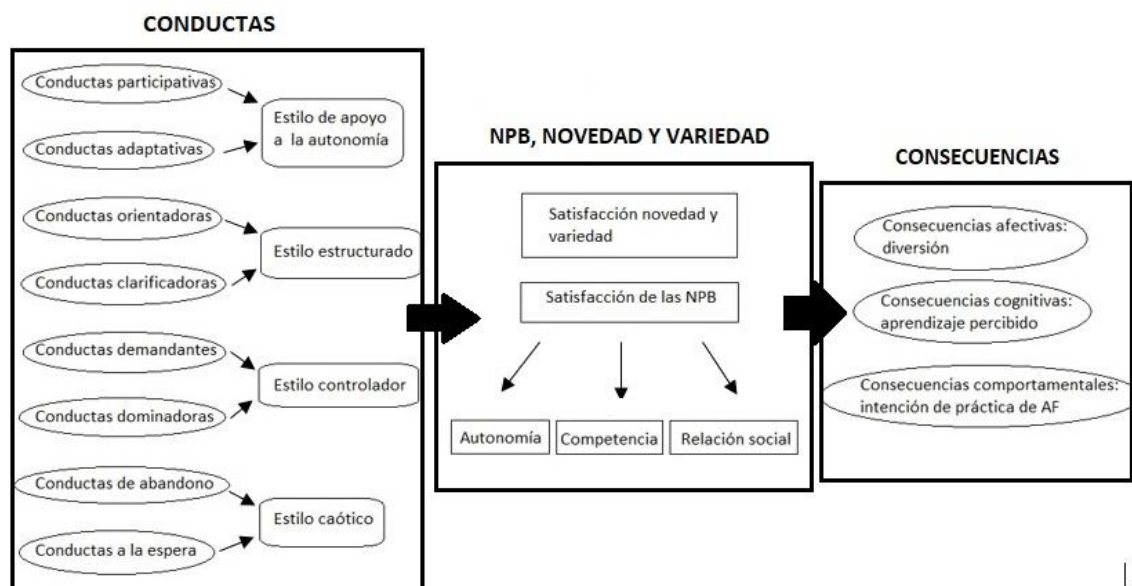 CONDUCTAS
Conductas participativas
Conductas adaptativas
Estilo de apoyo
a la autonomía
Conductas orientadoras
Conductas clarificadoras
Estilo estructurado
Conductas demandantes
Conductas dominadoras
Estilo controlador
Conductas de abandono
Conductas a la espera
Estilo caótico
NPB, NOVEDAD Y VARIEDAD
Satisfacción novedad y
variedad
Satisfacción de las NPB
Autonomía
Competencia
Relación social
CONSECUENCIAS
Consecuencias afectivas:
diversión
Consecuencias cognitivas:
aprendizaje percibido
Consecuencias comportamentales:
intención de práctica de AF